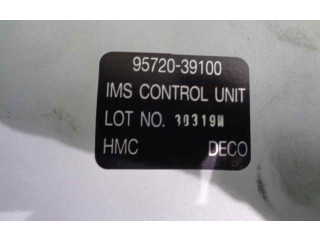 95720-39100
IMS CONTROL UNIT
LOT NO. 30319M
HMC DECO